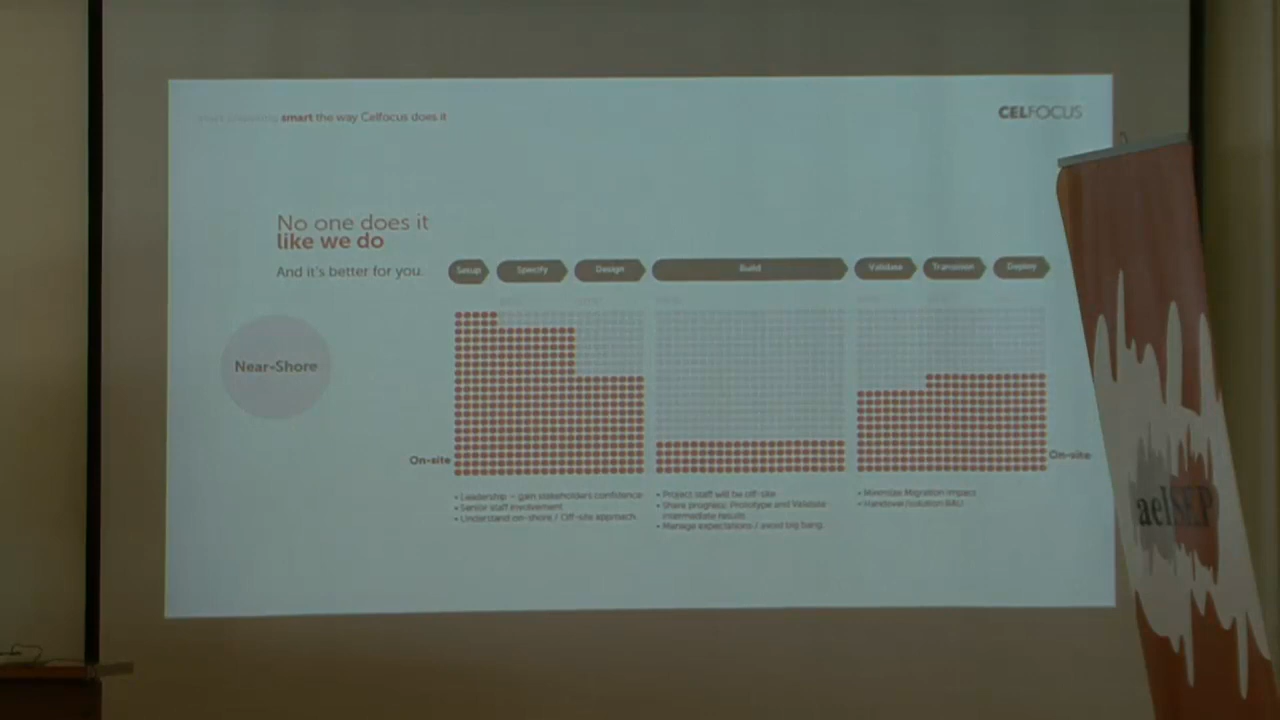 smart the way Celfocus does it
CELFOCUS
No one does it
like we do
And it's better for you.
Setup
Specify
Design
Build
Validate
Transition
Deploy
Near-Shore
On-site
On-site
• Leadership – gain stakeholders confidence
• Senior staff involvement
• Understand on-shore / Off-site approach
• Project staff will be off-site
• Share progress: Prototype and Validate
intermediate results
• Manage expectations / avoid big bang
• Minimize Migration Impact
• Handover
aelSEP